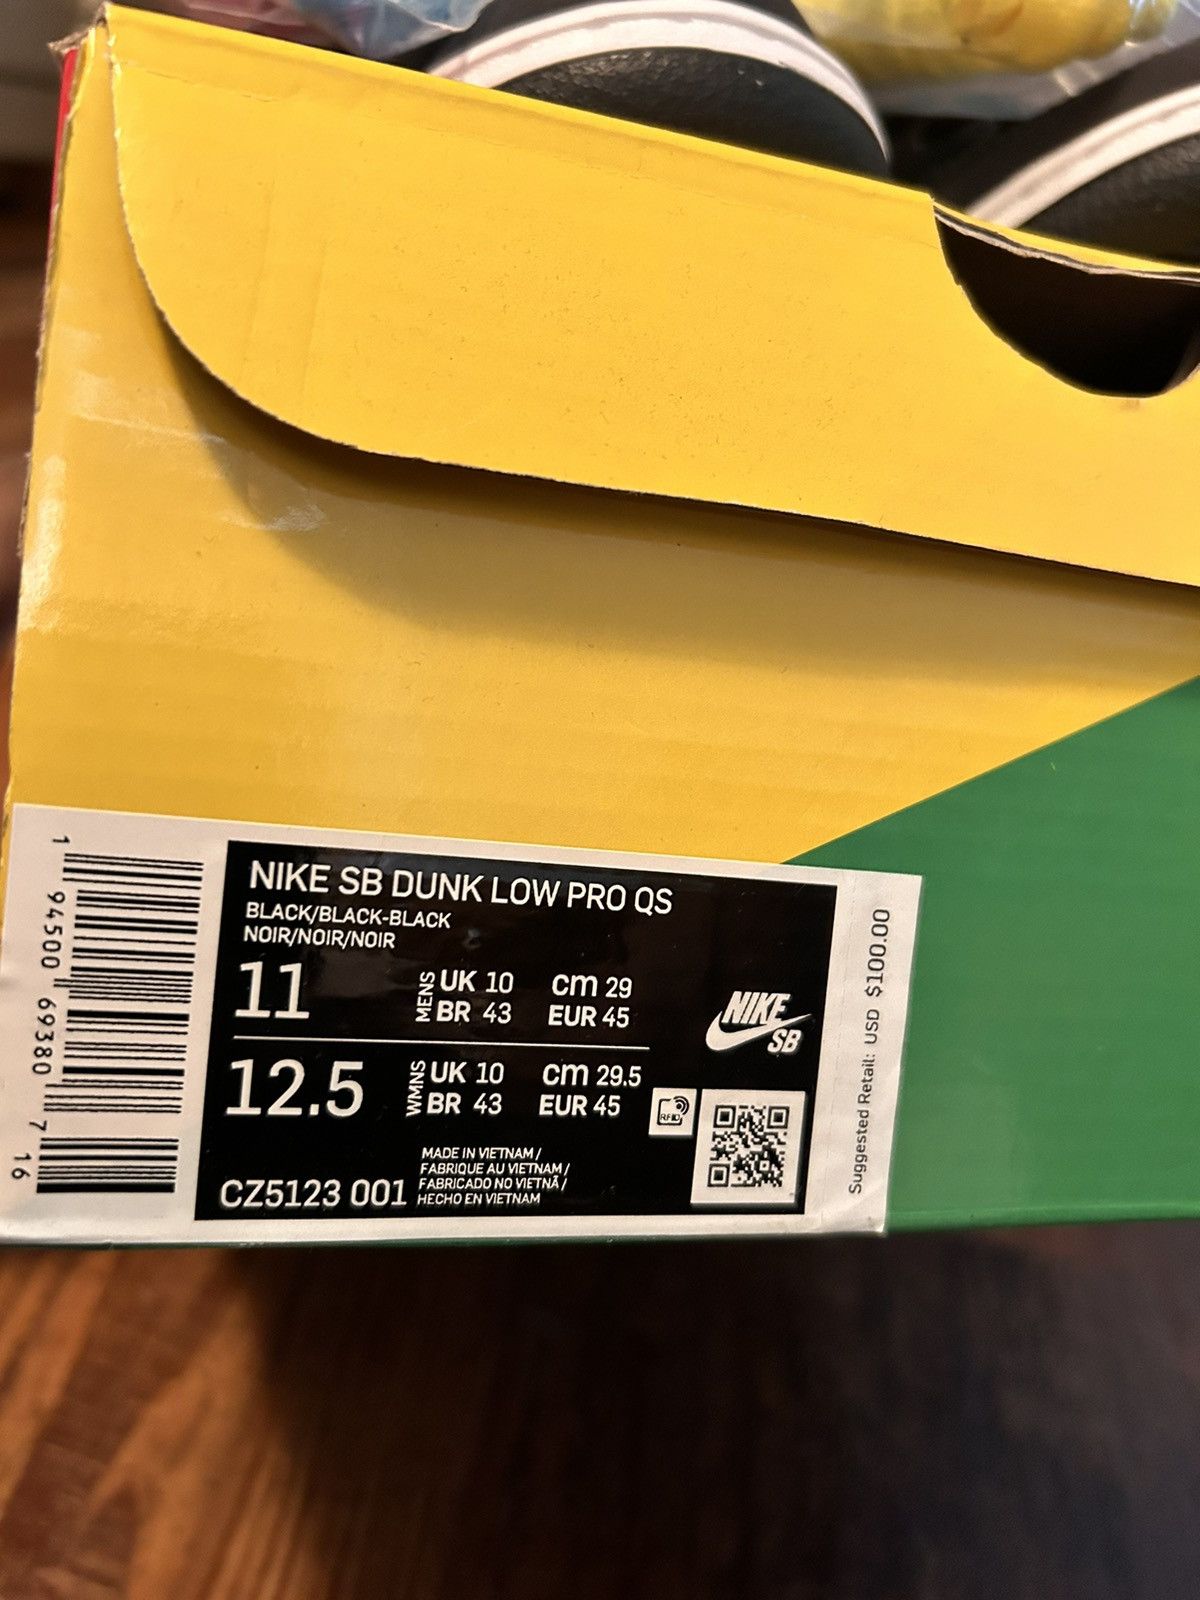 NIKE SB DUNK LOW PRO QS
BLACK/BLACK-BLACK
NOIR/NOIR/NOIR
11
MENS
UK 10 cm 29
BR 43 EUR 45
12.5
WMNS
UK 10 cm 29.5
BR 43 EUR 45
NIKE
SB
RFID
MADE IN VIETNAM /
FABRIQUE AU VIETNAM /
FABRICADO NO VIETNÃ /
HECHO EN VIETNAM
CZ5123 001
1 94500 69380 7 16
Suggested Retail: USD $100.00